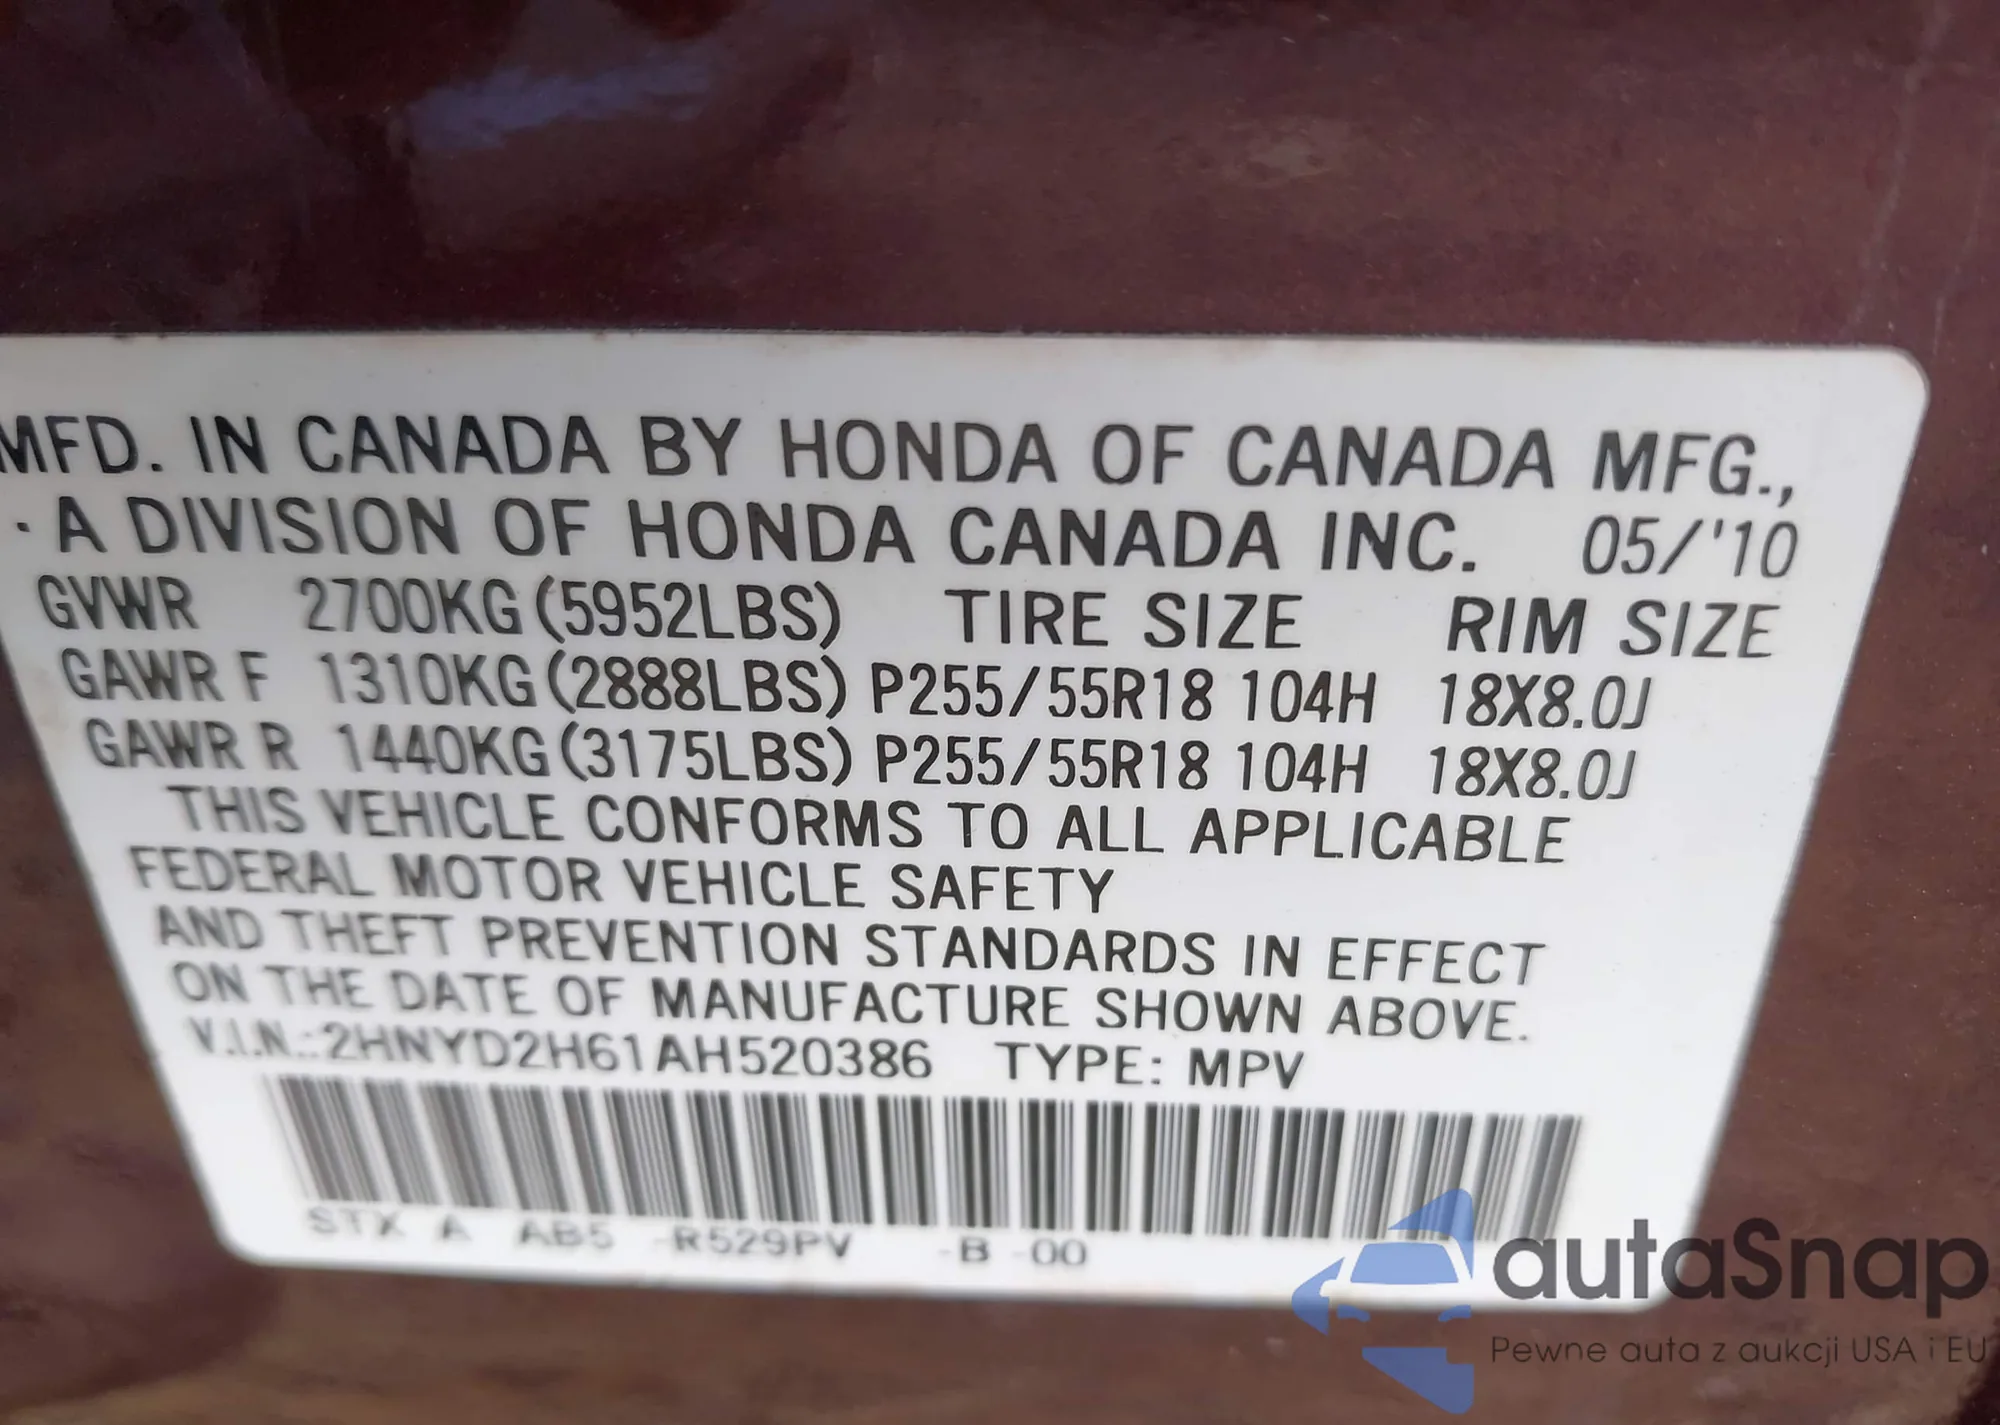 MFD. IN CANADA BY HONDA OF CANADA MFG.,
· A DIVISION OF HONDA CANADA INC. 05/'10
GVWR 2700KG (5952LBS) TIRE SIZE RIM SIZE
GAWR F 1310KG (2888LBS) P255/55R18 104H 18X8.0J
GAWR R 1440KG (3175LBS) P255/55R18 104H 18X8.0J
THIS VEHICLE CONFORMS TO ALL APPLICABLE
FEDERAL MOTOR VEHICLE SAFETY
AND THEFT PREVENTION STANDARDS IN EFFECT
ON THE DATE OF MANUFACTURE SHOWN ABOVE.
V.I.N.:2HNYD2H61AH520386 TYPE: MPV
STX A AB5 -R529PV -B -00
autaSnap
Pewne auta z aukcji USA i EU